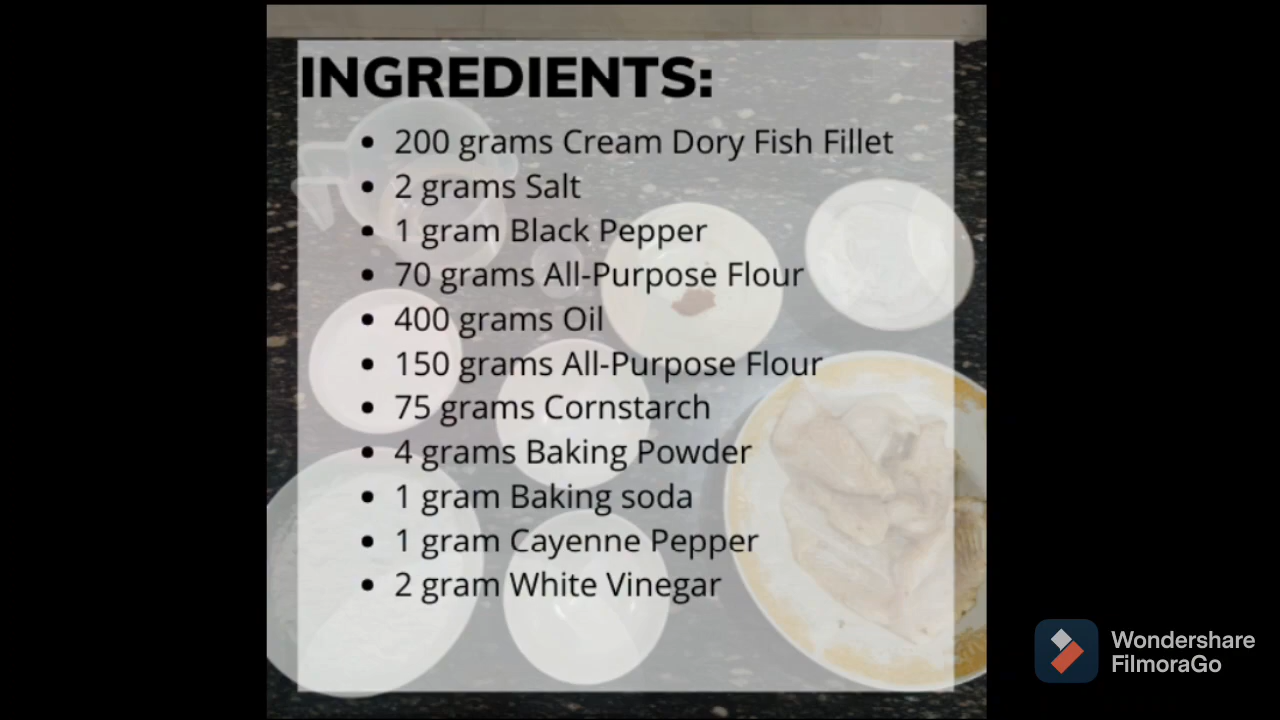 INGREDIENTS:
• 200 grams Cream Dory Fish Fillet
• 2 grams Salt
• 1 gram Black Pepper
• 70 grams All-Purpose Flour
• 400 grams Oil
• 150 grams All-Purpose Flour
• 75 grams Cornstarch
• 4 grams Baking Powder
• 1 gram Baking soda
• 1 gram Cayenne Pepper
• 2 gram White Vinegar
Wondershare
FilmoraGo